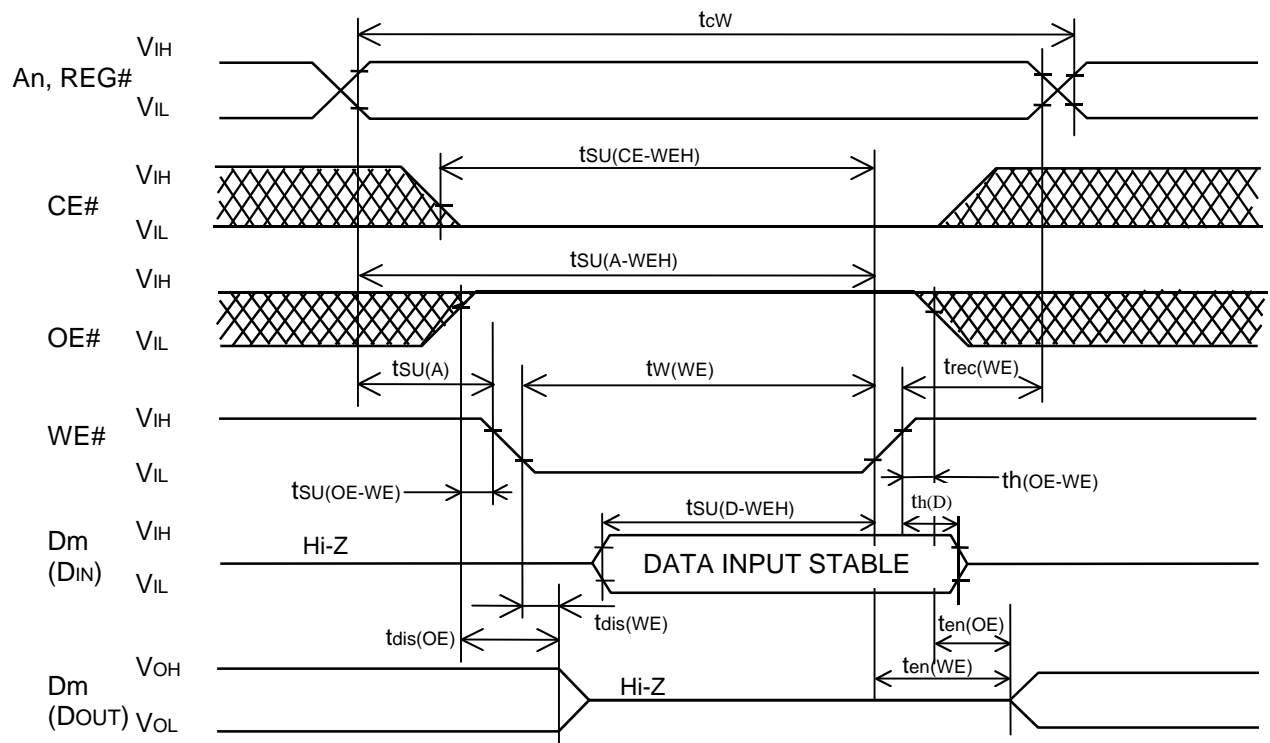 tcW
VIH
An, REG#
VIL
tSU(CE-WEH)
VIH
CE#
VIL
tSU(A-WEH)
VIH
OE#
VIL
tSU(A)
tW(WE)
trec(WE)
VIH
WE#
VIL
tSU(OE-WE)
th(OE-WE)
tSU(D-WEH)
th(D)
VIH
Dm
Hi-Z
(DIN)
DATA INPUT STABLE
VIL
tdis(OE)
tdis(WE)
ten(OE)
VOH
ten(WE)
Dm
Hi-Z
(DOUT)
VOL